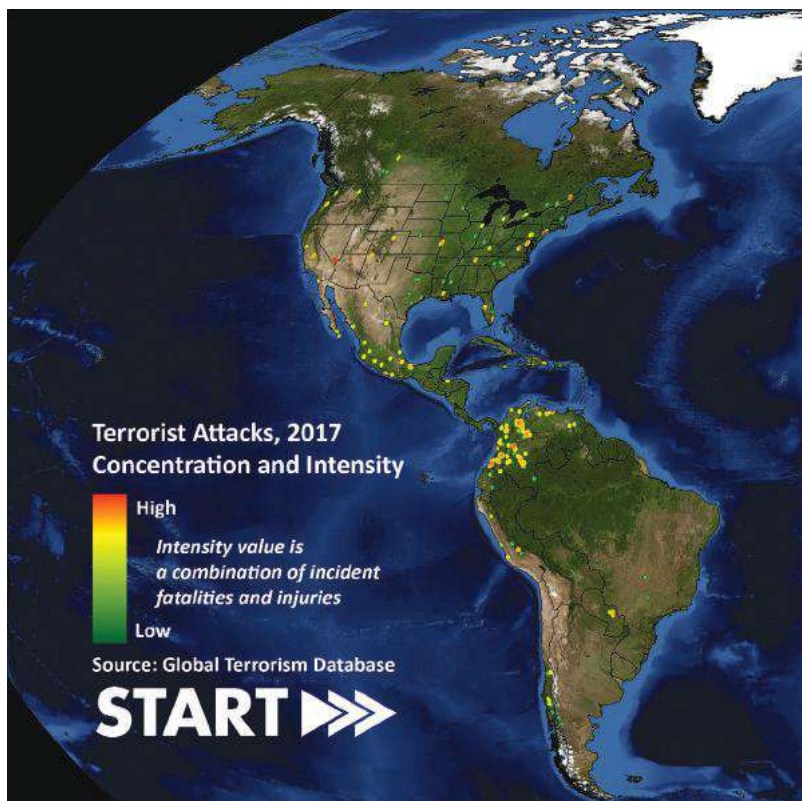 Terrorist Attacks, 2017
Concentration and Intensity
High
Intensity value is
a combination of incident
fatalities and injuries
Low
Source: Global Terrorism Database
START